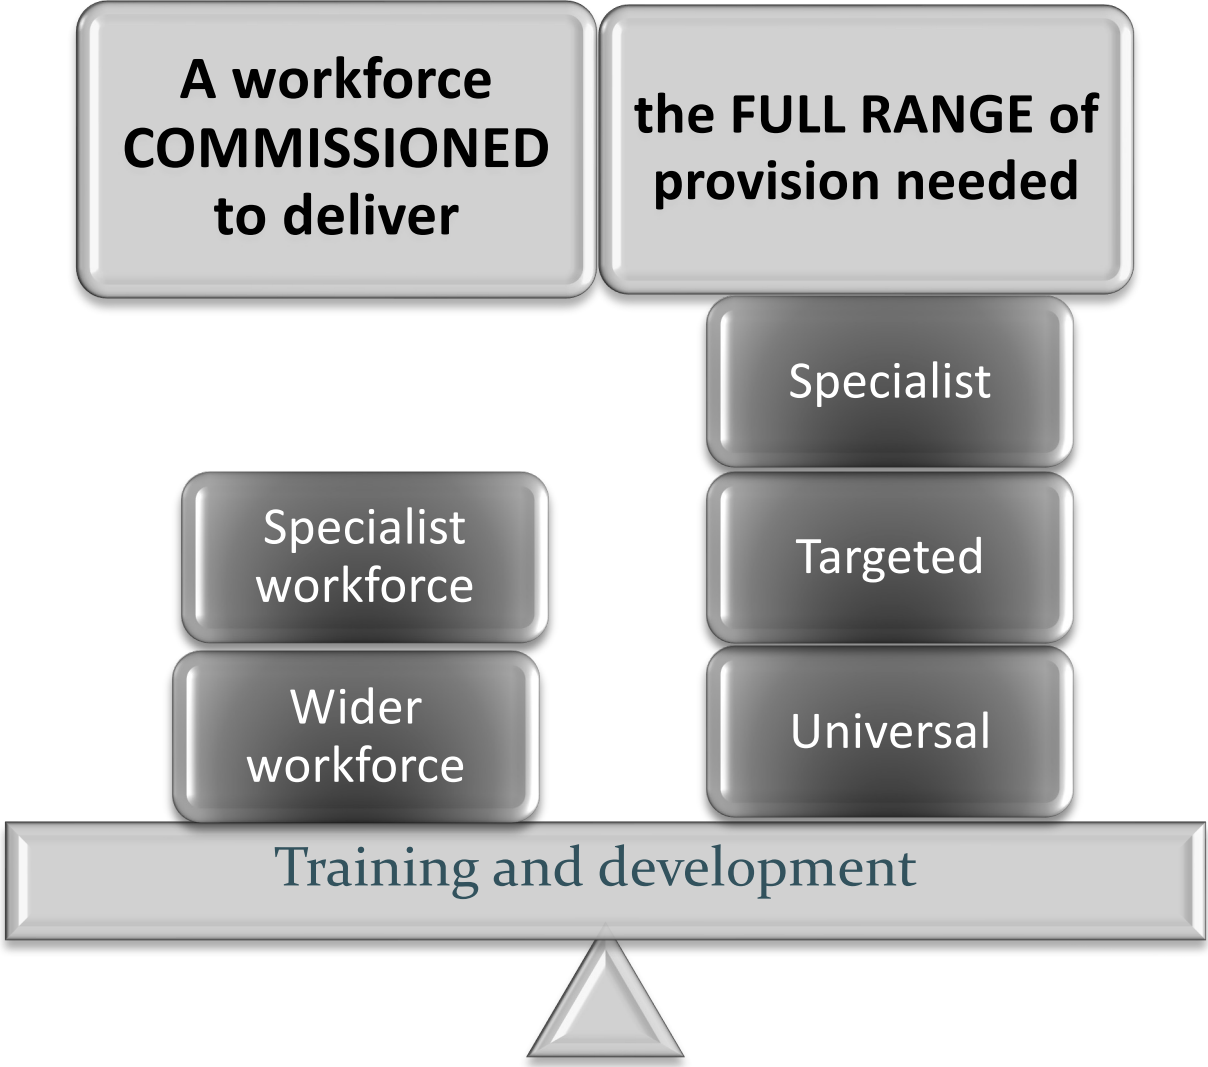 A workforce
COMMISSIONED
to deliver
the FULL RANGE of
provision needed
Specialist
Specialist
workforce
Targeted
Wider
workforce
Universal
Training and development